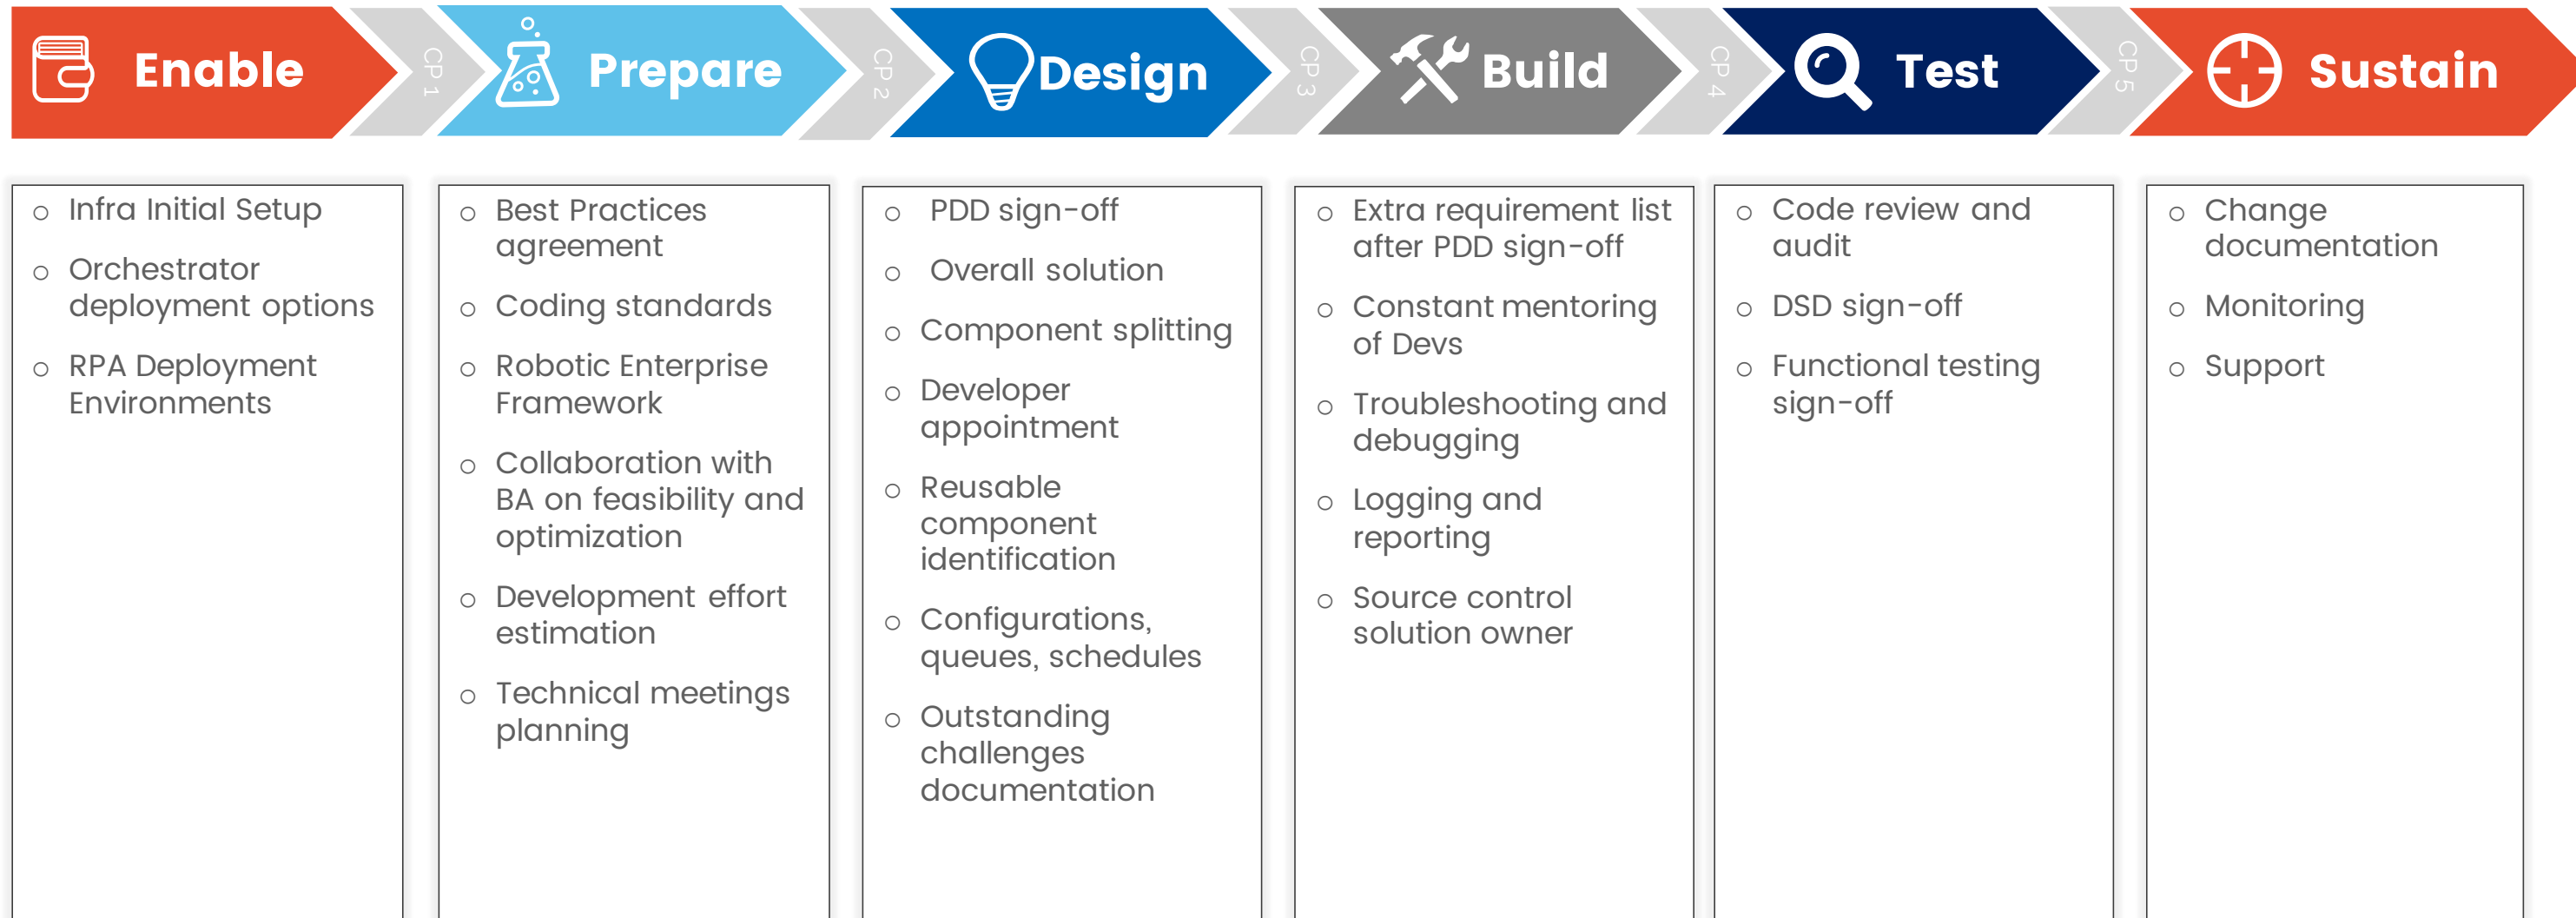 Enable
CP 1
Prepare
CP 2
Design
CP 3
Build
CP 4
Test
CP 5
Sustain
○ Infra Initial Setup
○ Orchestrator
deployment options
○ RPA Deployment
Environments
○ Best Practices
agreement
○ Coding standards
○ Robotic Enterprise
Framework
○ Collaboration with
BA on feasibility and
optimization
○ Development effort
estimation
○ Technical meetings
planning
○ PDD sign-off
○ Overall solution
○ Component splitting
○ Developer
appointment
○ Reusable
component
identification
○ Configurations,
queues, schedules
○ Outstanding
challenges
documentation
○ Extra requirement list
after PDD sign-off
○ Constant mentoring
of Devs
○ Troubleshooting and
debugging
○ Logging and
reporting
○ Source control
solution owner
○ Code review and
audit
○ DSD sign-off
○ Functional testing
sign-off
○ Change
documentation
○ Monitoring
○ Support